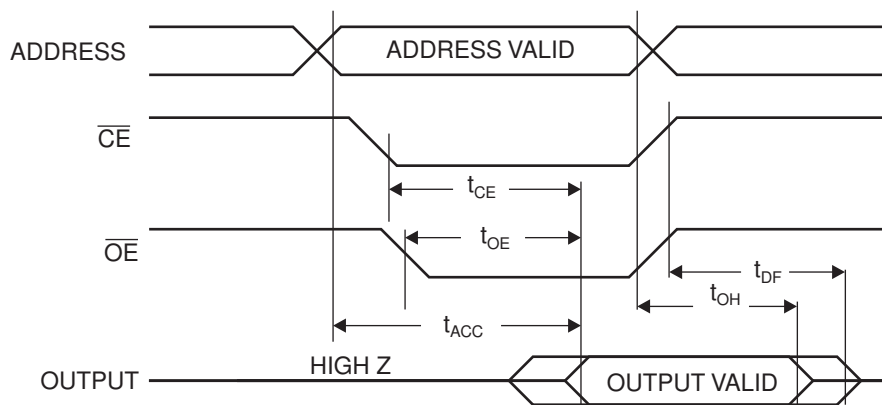 ADDRESS
ADDRESS VALID
CE
tCE
OE
tOE
tDF
tOH
tACC
HIGH Z
OUTPUT
OUTPUT VALID